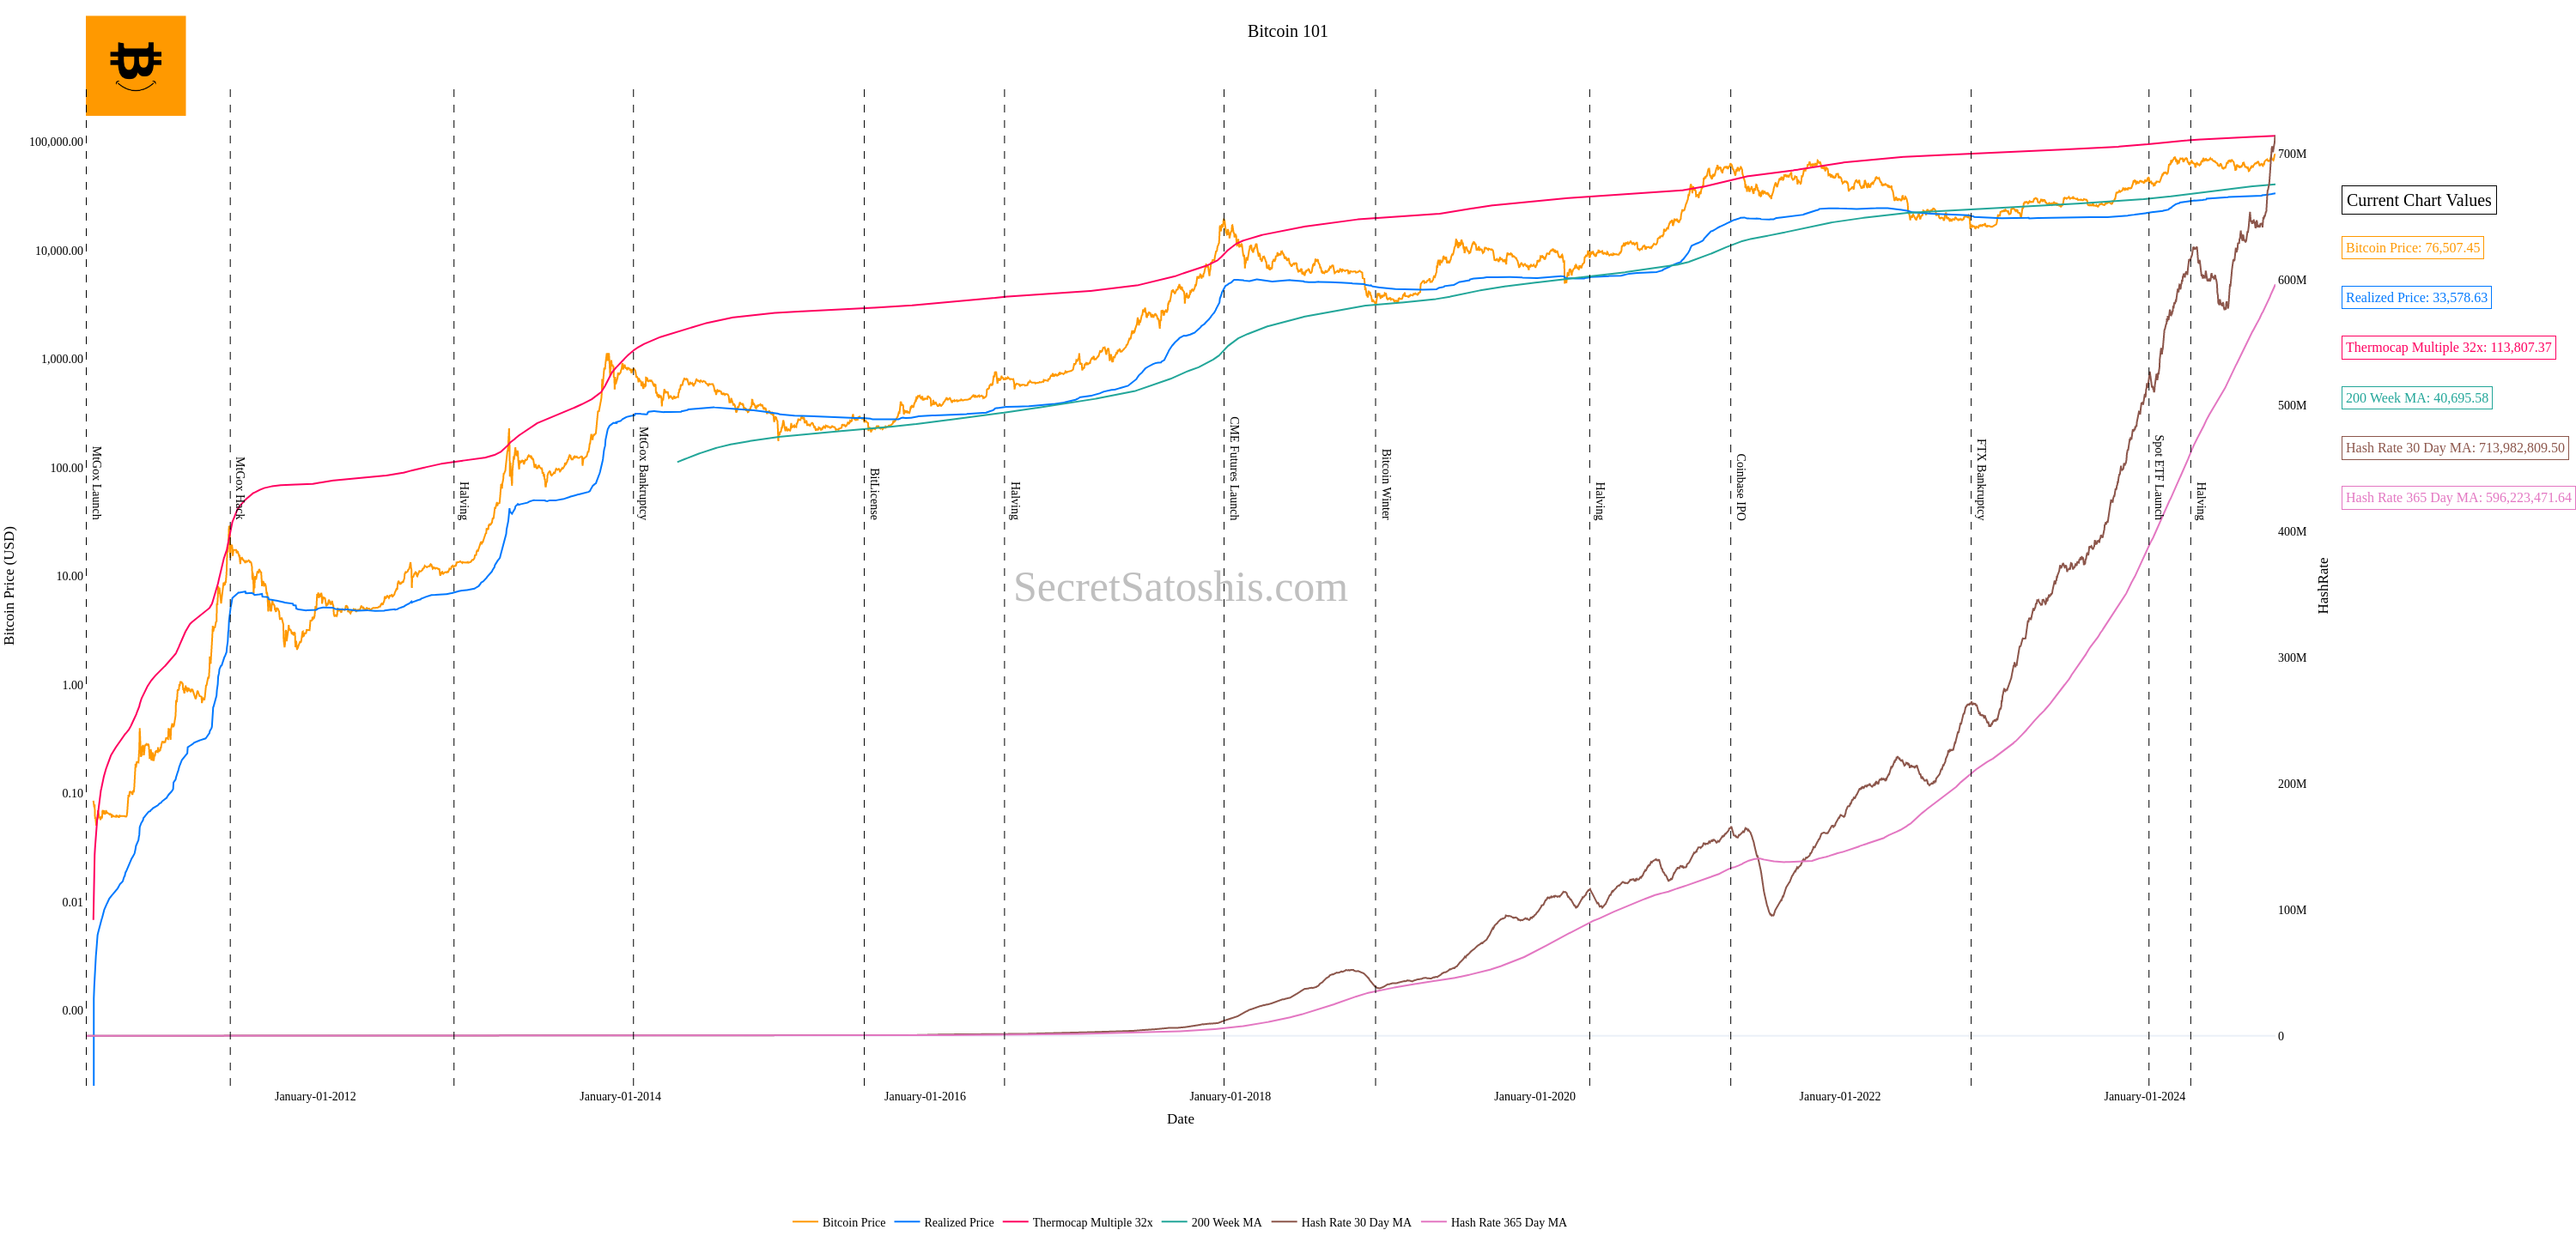 Bitcoin 101
100,000.00
10,000.00
1,000.00
100.00
10.00
1.00
0.10
0.01
0.00
Bitcoin Price (USD)
MtGox Launch
MtGox Hack
Halving
MtGox Bankruptcy
BitLicense
Halving
CME Futures Launch
Bitcoin Winter
Halving
Coinbase IPO
FTX Bankruptcy
Spot ETF Launch
Halving
SecretSatoshis.com
700M
600M
500M
400M
300M
200M
100M
0
HashRate
Current Chart Values
Bitcoin Price: 76,507.45
Realized Price: 33,578.63
Thermocap Multiple 32x: 113,807.37
200 Week MA: 40,695.58
Hash Rate 30 Day MA: 713,982,809.50
Hash Rate 365 Day MA: 596,223,471.64
January-01-2012
January-01-2014
January-01-2016
January-01-2018
January-01-2020
January-01-2022
January-01-2024
Date
Bitcoin Price
Realized Price
Thermocap Multiple 32x
200 Week MA
Hash Rate 30 Day MA
Hash Rate 365 Day MA